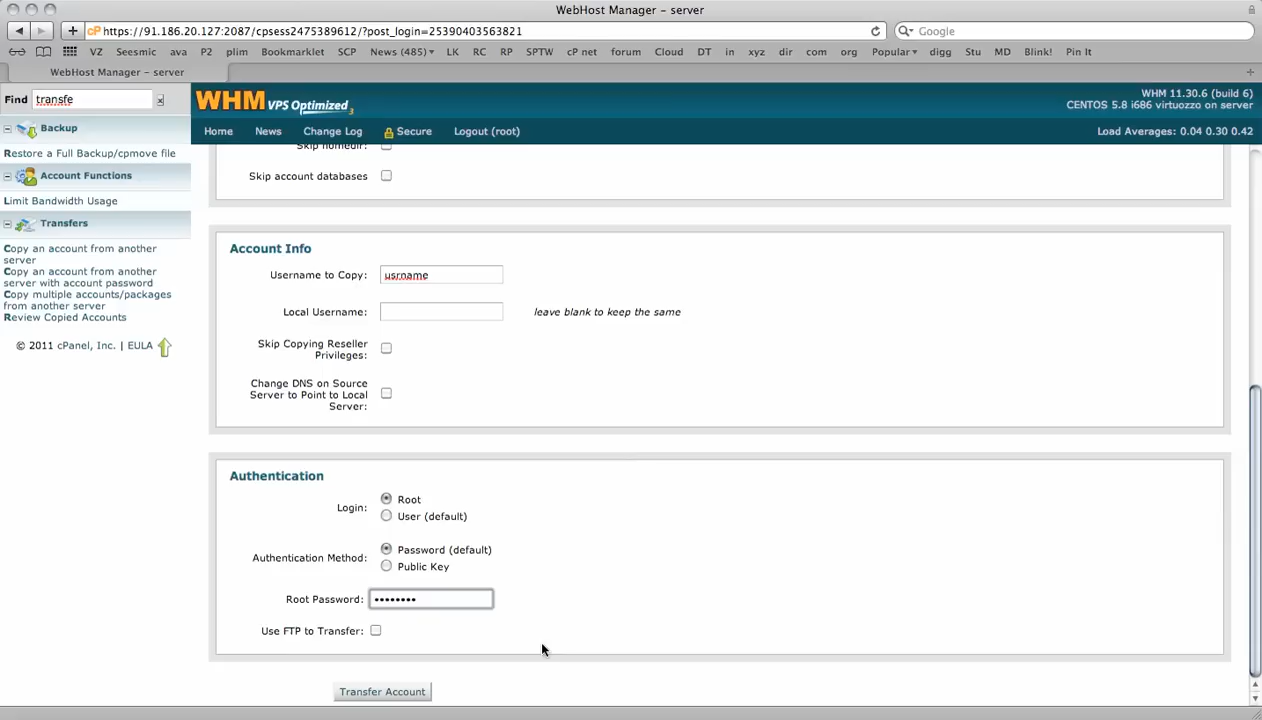 WebHost Manager – server
cP https://91.186.20.127:2087/cpsess2475389612/?post_login=25390403563821
Google
VZ Seesmic ava P2 plim Bookmarklet SCP News (485) LK RC RP SPTW cP net forum Cloud DT in xyz dir com org Popular digg Stu MD Blink! Pin It
WebHost Manager – server
Find transfe x
WHM VPS Optimized 3
WHM 11.30.6 (build 6)
CENTOS 5.8 i686 virtuozzo on server
Home News Change Log Secure Logout (root)
Load Averages: 0.04 0.30 0.42
Backup
Restore a Full Backup/cpmove file
Account Functions
Limit Bandwidth Usage
Transfers
Copy an account from another
server
Copy an account from another
server with account password
Copy multiple accounts/packages
from another server
Review Copied Accounts
© 2011 cPanel, Inc. | EULA
Skip homedir:
Skip account databases
Account Info
Username to Copy: usrname
Local Username: leave blank to keep the same
Skip Copying Reseller
Privileges:
Change DNS on Source
Server to Point to Local
Server:
Authentication
Login:
Root
User (default)
Authentication Method:
Password (default)
Public Key
Root Password: ••••••••
Use FTP to Transfer:
Transfer Account